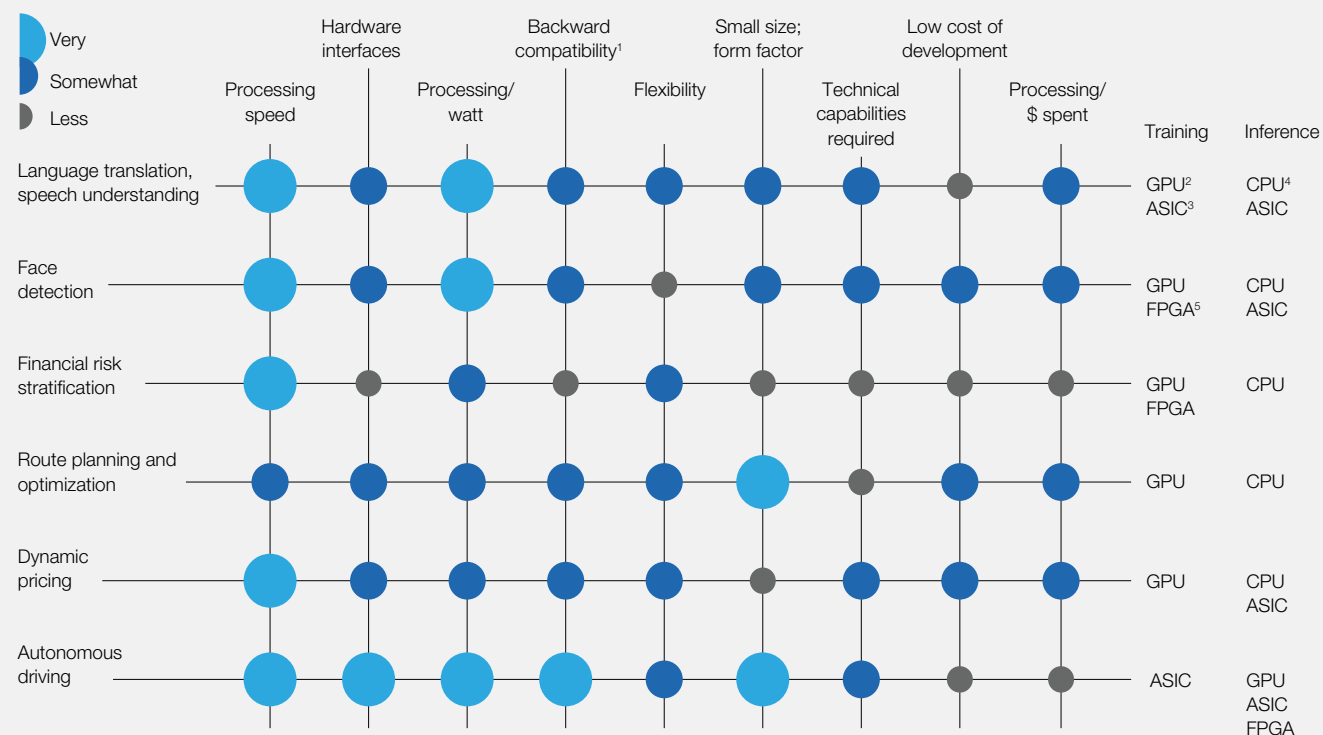 Very
Somewhat
Less
Hardware
interfaces
Backward
compatibility¹
Small size;
form factor
Low cost of
development
Processing
speed
Processing/
watt
Flexibility
Technical
capabilities
required
Processing/
$ spent
Training
Inference
Language translation,
speech understanding
GPU²
ASIC³
CPU⁴
ASIC
Face
detection
GPU
FPGA⁵
CPU
ASIC
Financial risk
stratification
GPU
FPGA
CPU
Route planning and
optimization
GPU
CPU
Dynamic
pricing
GPU
CPU
ASIC
Autonomous
driving
ASIC
GPU
ASIC
FPGA